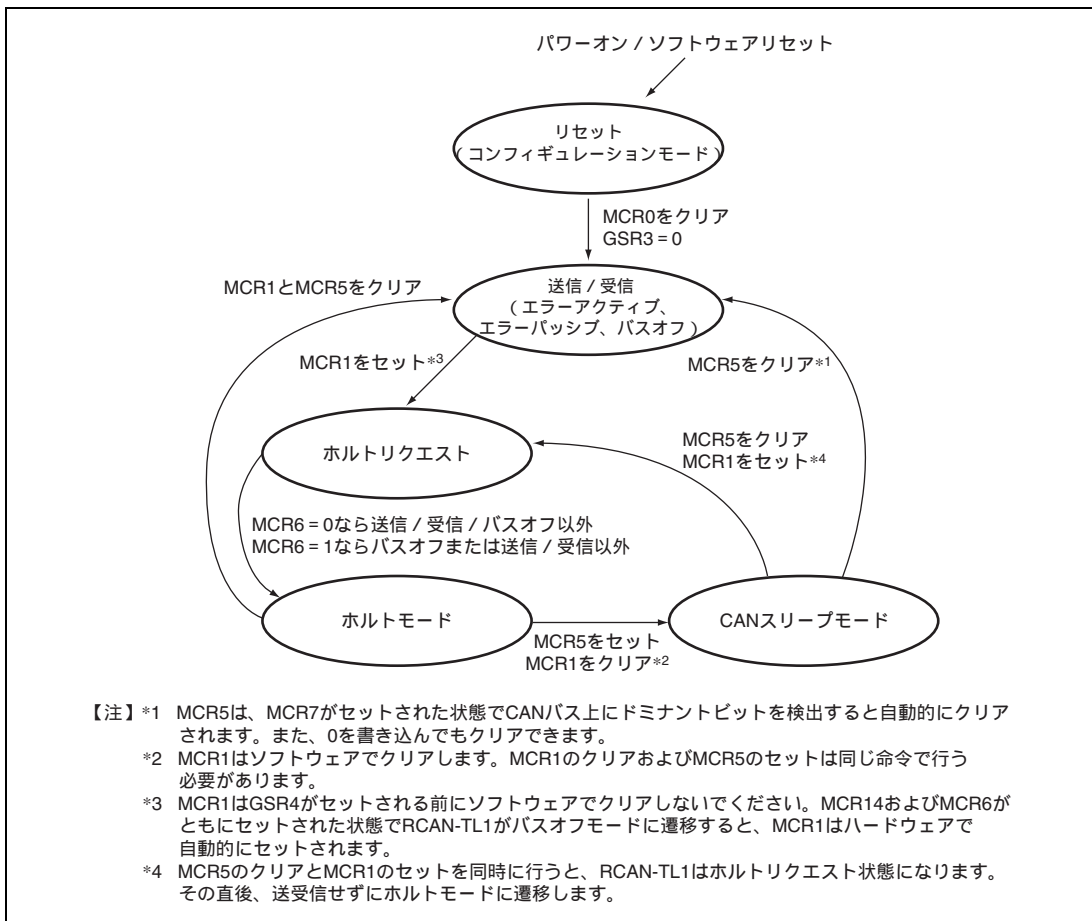 パワーオン / ソフトウェアリセット
リセット
( コンフィギュレーションモード )
MCR0をクリア
GSR3 = 0
MCR1とMCR5をクリア
送信 / 受信
( エラーアクティブ、
エラーパッシブ、バスオフ )
MCR1をセット*3
MCR5をクリア*1
ホルトリクエスト
MCR5をクリア
MCR1をセット*4
MCR6 = 0なら送信 / 受信 / バスオフ以外
MCR6 = 1ならバスオフまたは送信 / 受信以外
ホルトモード
CANスリープモード
MCR5をセット
MCR1をクリア*2
【注】*1 MCR5は、MCR7がセットされた状態でCANバス上にドミナントビットを検出すると自動的にクリア
されます。また、0を書き込んでもクリアできます。
*2 MCR1はソフトウェアでクリアします。MCR1のクリアおよびMCR5のセットは同じ命令で行う
必要があります。
*3 MCR1はGSR4がセットされる前にソフトウェアでクリアしないでください。MCR14およびMCR6が
ともにセットされた状態でRCAN-TL1がバスオフモードに遷移すると、MCR1はハードウェアで
自動的にセットされます。
*4 MCR5のクリアとMCR1のセットを同時に行うと、RCAN-TL1はホルトリクエスト状態になります。
その直後、送受信せずにホルトモードに遷移します。